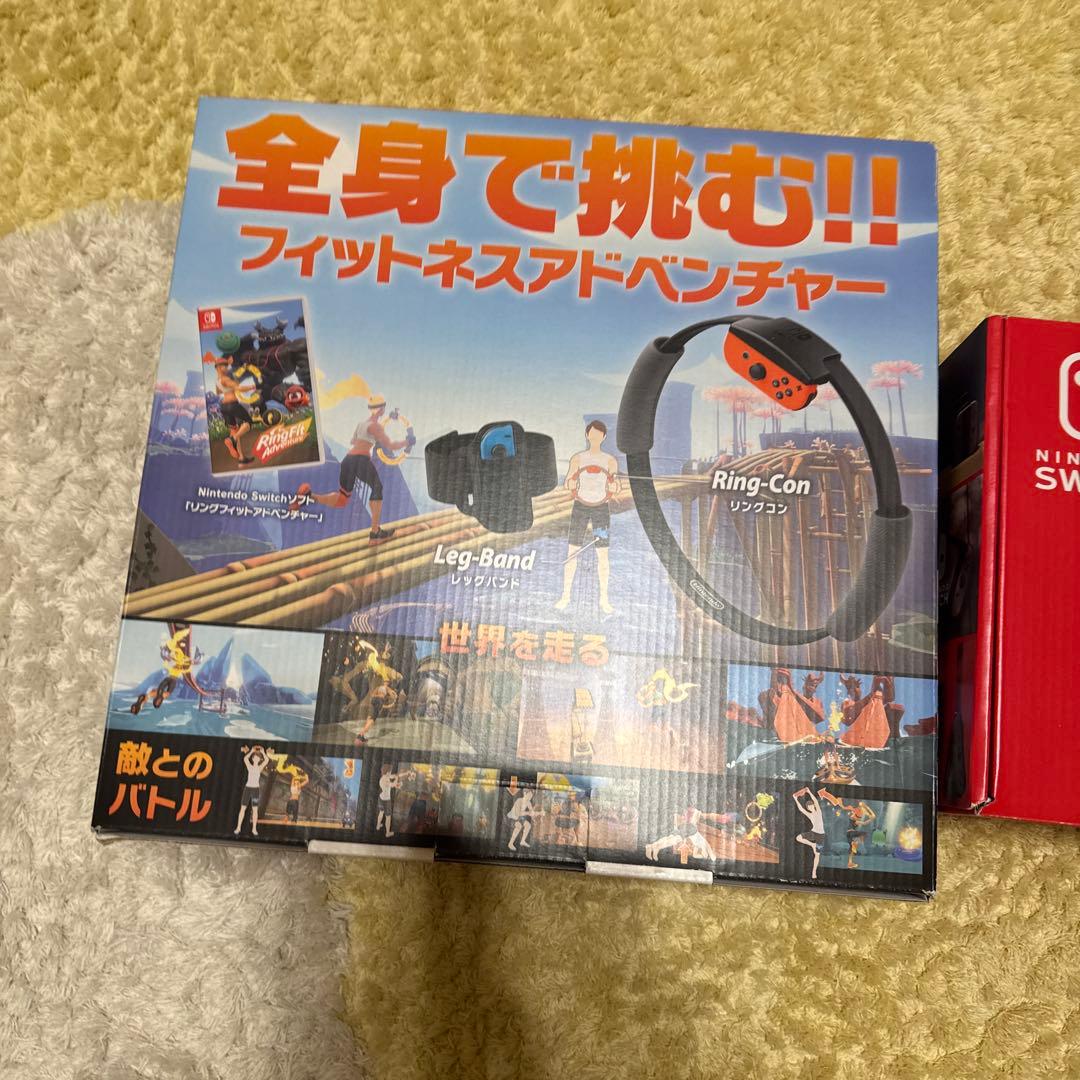 全身で挑む!!
フィットネスアドベンチャー
RingFit
Adventure
Nintendo Switchソフト
「リングフィットアドベンチャー」
Leg-Band
レッグバンド
Ring-Con
リングコン
世界を走る
敵との
バトル
NIN
SW